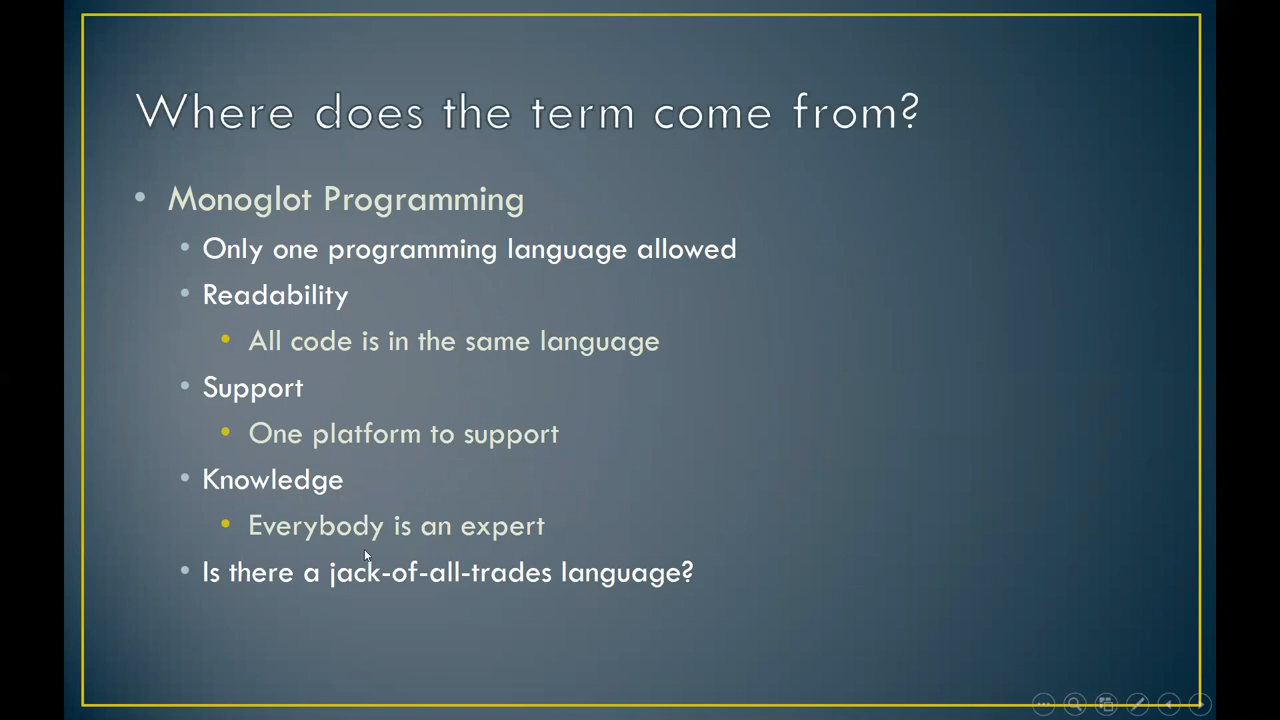 Where does the term come from?
• Monoglot Programming
• Only one programming language allowed
• Readability
• All code is in the same language
• Support
• One platform to support
• Knowledge
• Everybody is an expert
• Is there a jack-of-all-trades language?